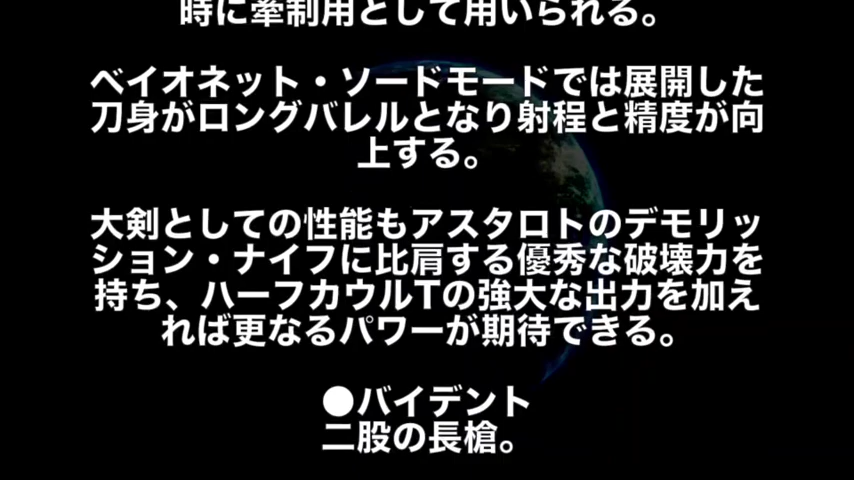 時に牽制用として用いられる。
ベイオネット・ソードモードでは展開した
刀身がロングバレルとなり射程と精度が向
上する。
大剣としての性能もアスタロトのデモリッ
ション・ナイフに比肩する優秀な破壊力を
持ち、ハーフカウルTの強大な出力を加え
れば更なるパワーが期待できる。
●バイデント
二股の長槍。